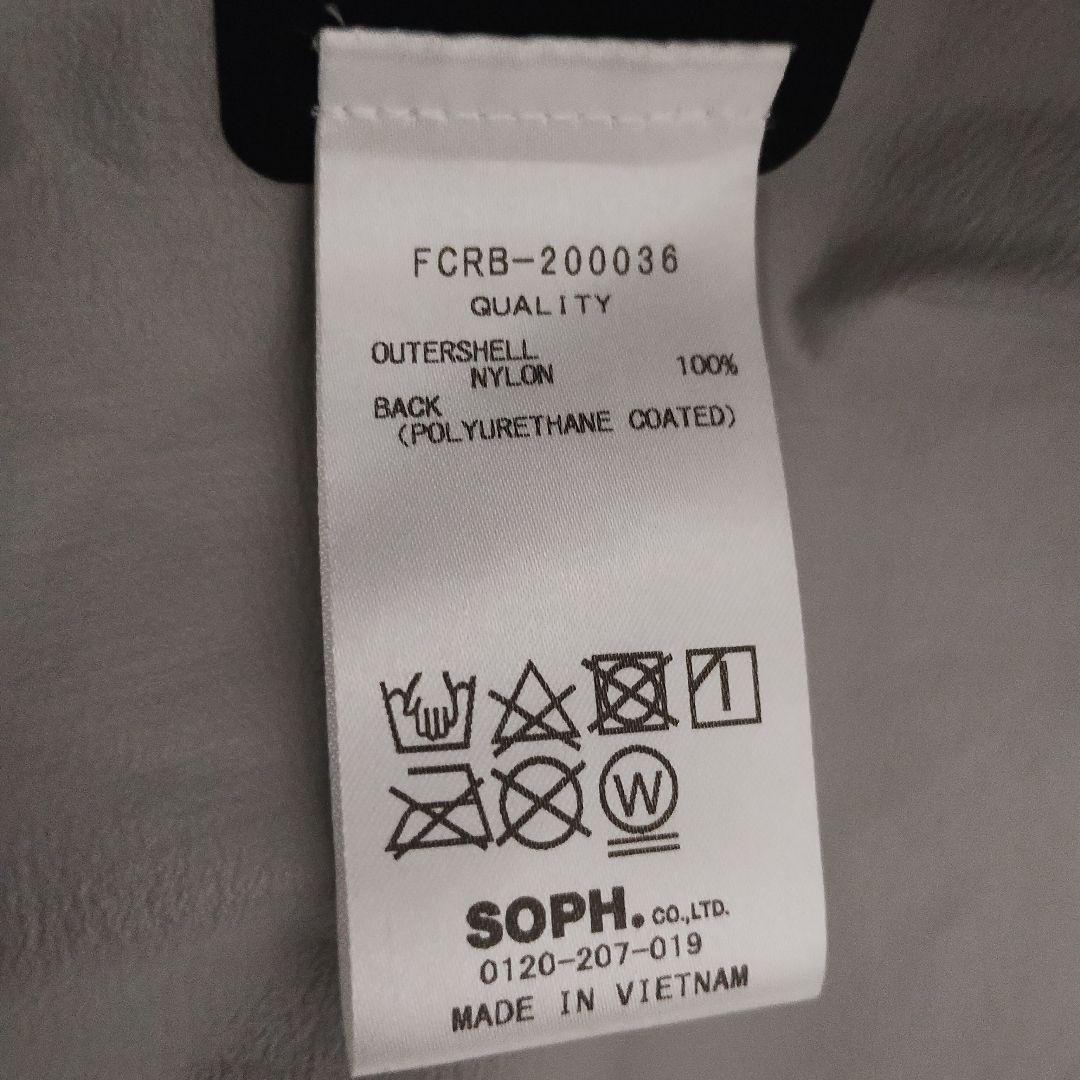 FCRB-200036
QUALITY
OUTERSHELL
NYLON 100%
BACK
(POLYURETHANE COATED)
W
SOPH. CO.,LTD.
0120-207-019
MADE IN VIETNAM